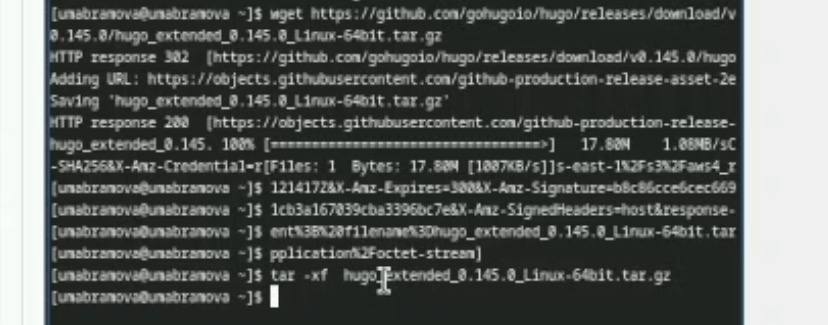 [umabramova@umabramova ~]$ wget https://github.com/gohugoio/hugo/releases/download/v
0.145.0/hugo_extended_0.145.0_Linux-64bit.tar.gz
HTTP response 302  [https://github.com/gohugoio/hugo/releases/download/v0.145.0/hugo
Adding URL: https://objects.githubusercontent.com/github-production-release-asset-2e
Saving 'hugo_extended_0.145.0_Linux-64bit.tar.gz'
HTTP response 200  [https://objects.githubusercontent.com/github-production-release-
hugo_extended_0.145. 100% [=================================>]   17.80M    1.08MB/sC
-SHA256&X-Amz-Credential=r[Files: 1  Bytes: 17.80M [1007KB/s]]s-east-1%2Fs3%2Faws4_r
[umabramova@umabramova ~]$ 121417Z&X-Amz-Expires=300&X-Amz-Signature=b8c86cce6cec669
[umabramova@umabramova ~]$ 1cb3a167039cba3396bc7e&X-Amz-SignedHeaders=host&response-
[umabramova@umabramova ~]$ ent%3B%20filename%3Dhugo_extended_0.145.0_Linux-64bit.tar
[umabramova@umabramova ~]$ pplication%2Foctet-stream]
[umabramova@umabramova ~]$ tar -xf  hugo_extended_0.145.0_Linux-64bit.tar.gz
[umabramova@umabramova ~]$